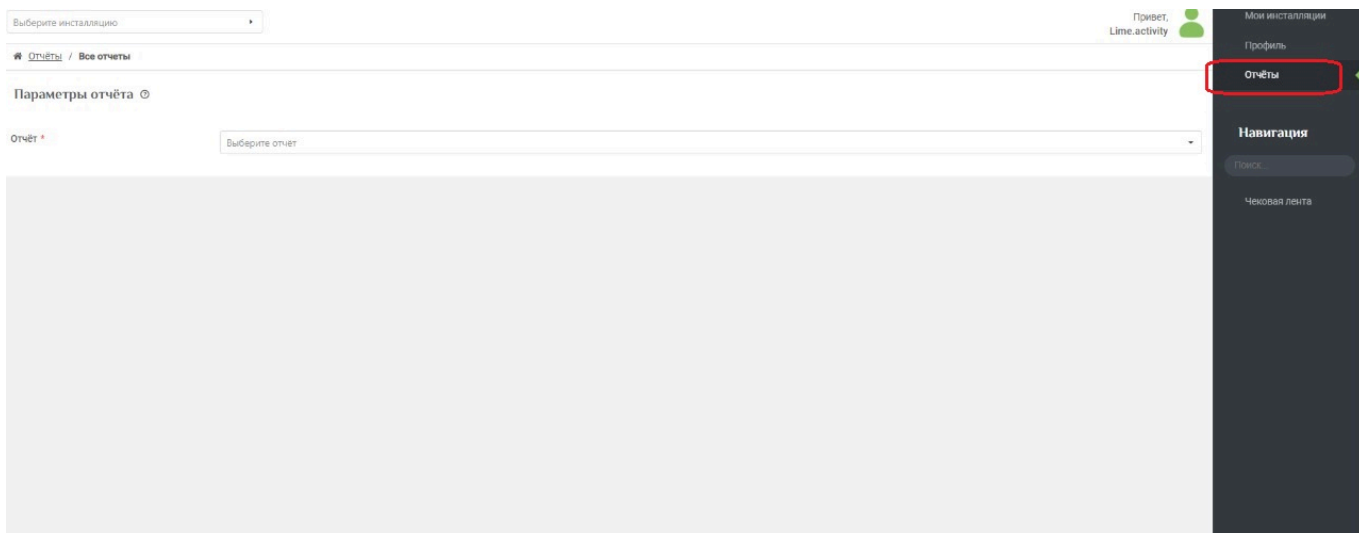 Выберите инсталляцию
Привет,
Lime.activity
Отчёты / Все отчеты
Параметры отчёта
Отчёт *
Выберите отчет
Мои инсталляции
Профиль
Отчёты
Навигация
Поиск...
Чековая лента